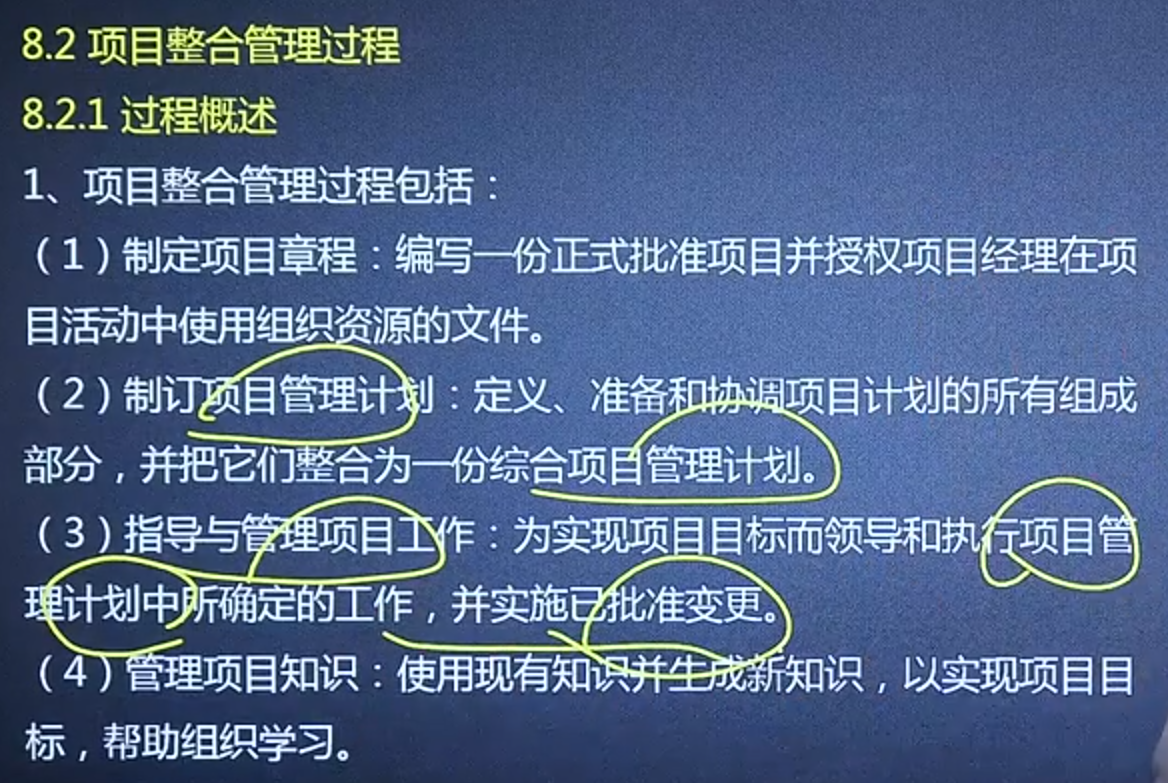 8.2 项目整合管理过程
8.2.1 过程概述
1、项目整合管理过程包括：
（1）制定项目章程：编写一份正式批准项目并授权项目经理在项
目活动中使用组织资源的文件。
（2）制订项目管理计划：定义、准备和协调项目计划的所有组成
部分，并把它们整合为一份综合项目管理计划。
（3）指导与管理项目工作：为实现项目目标而领导和执行项目管
理计划中所确定的工作，并实施已批准变更。
（4）管理项目知识：使用现有知识并生成新知识，以实现项目目
标，帮助组织学习。